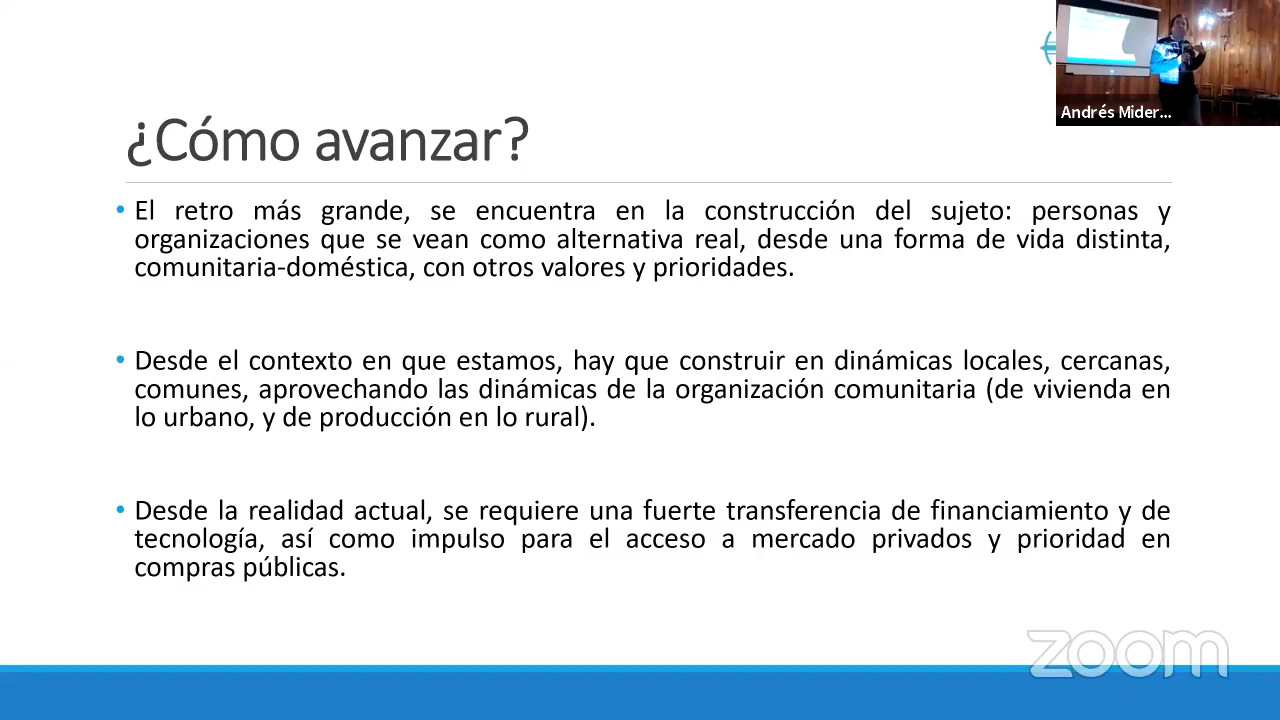 Andrés Mider...
¿Cómo avanzar?
• El retro más grande, se encuentra en la construcción del sujeto: personas y
organizaciones que se vean como alternativa real, desde una forma de vida distinta,
comunitaria-doméstica, con otros valores y prioridades.
• Desde el contexto en que estamos, hay que construir en dinámicas locales, cercanas,
comunes, aprovechando las dinámicas de la organización comunitaria (de vivienda en
lo urbano, y de producción en lo rural).
• Desde la realidad actual, se requiere una fuerte transferencia de financiamiento y de
tecnología, así como impulso para el acceso a mercado privados y prioridad en
compras públicas.
zoom